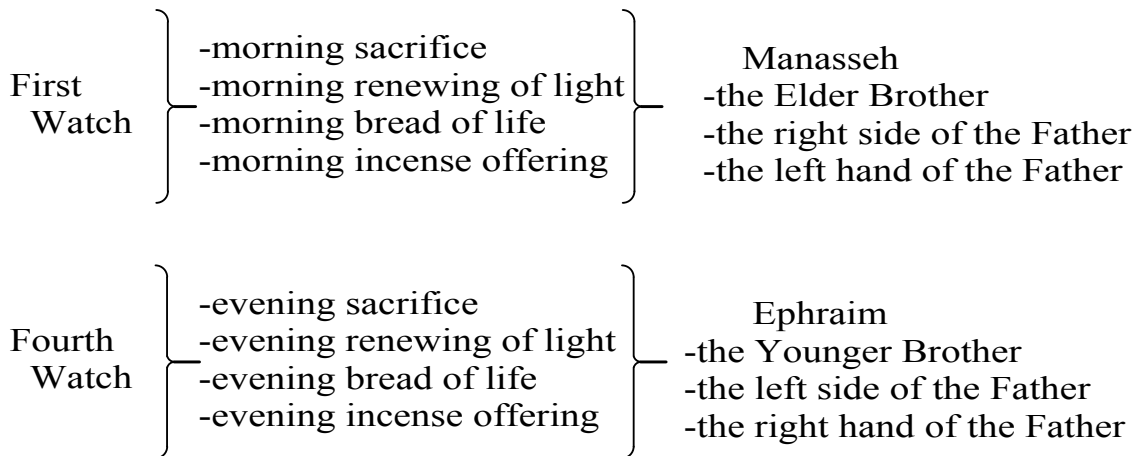 First
Watch
-morning sacrifice
-morning renewing of light
-morning bread of life
-morning incense offering
Manasseh
-the Elder Brother
-the right side of the Father
-the left hand of the Father
Fourth
Watch
-evening sacrifice
-evening renewing of light
-evening bread of life
-evening incense offering
Ephraim
-the Younger Brother
-the left side of the Father
-the right hand of the Father